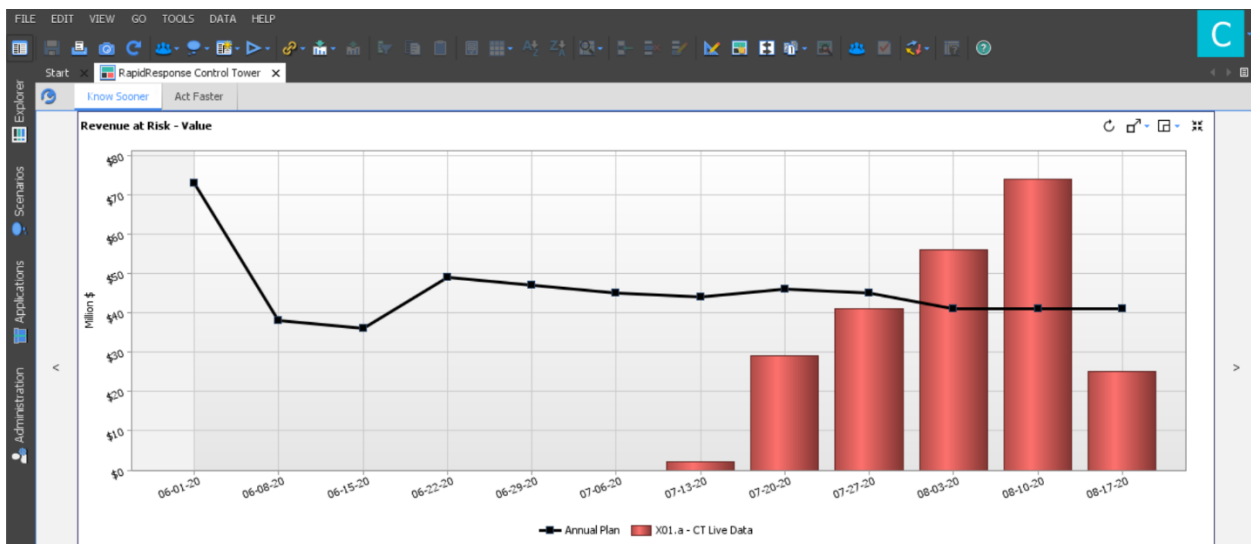 FILE EDIT VIEW GO TOOLS DATA HELP
C
Start RapidResponse Control Tower
Know Sooner Act Faster
Explorer
Scenarios
Applications
Administration
Revenue at Risk - Value
Million $
$80
$70
$60
$50
$40
$30
$20
$10
$0
06-01-20 06-08-20 06-15-20 06-22-20 06-29-20 07-06-20 07-13-20 07-20-20 07-27-20 08-03-20 08-10-20 08-17-20
Annual Plan X01.a - CT Live Data